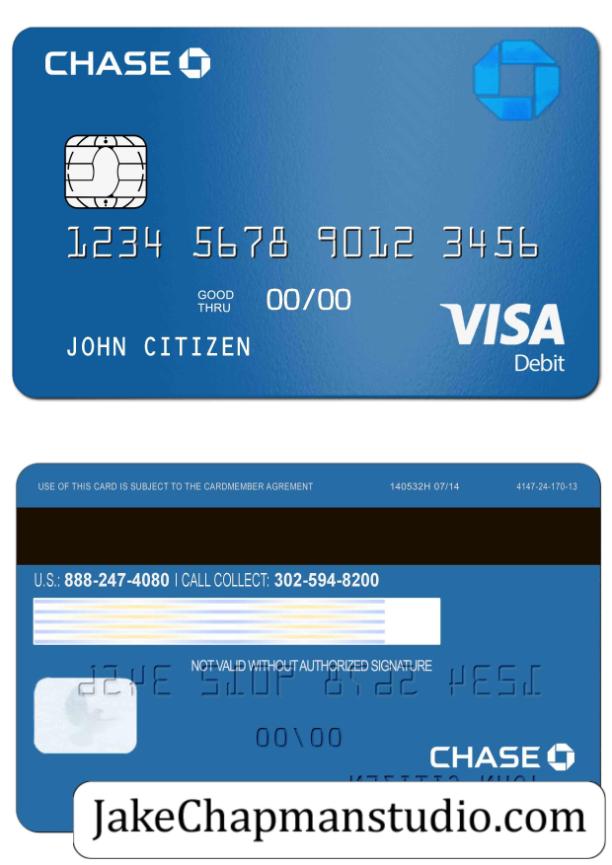 CHASE
1234 5678 9012 3456
GOOD
THRU
00/00
VISA
Debit
JOHN CITIZEN
USE OF THIS CARD IS SUBJECT TO THE CARDMEMBER AGREMENT 140532H 07/14 4147-24-170-13
U.S.: 888-247-4080 I CALL COLLECT: 302-594-8200
NOT VALID WITHOUT AUTHORIZED SIGNATURE
CHASE
JakeChapmanstudio.com